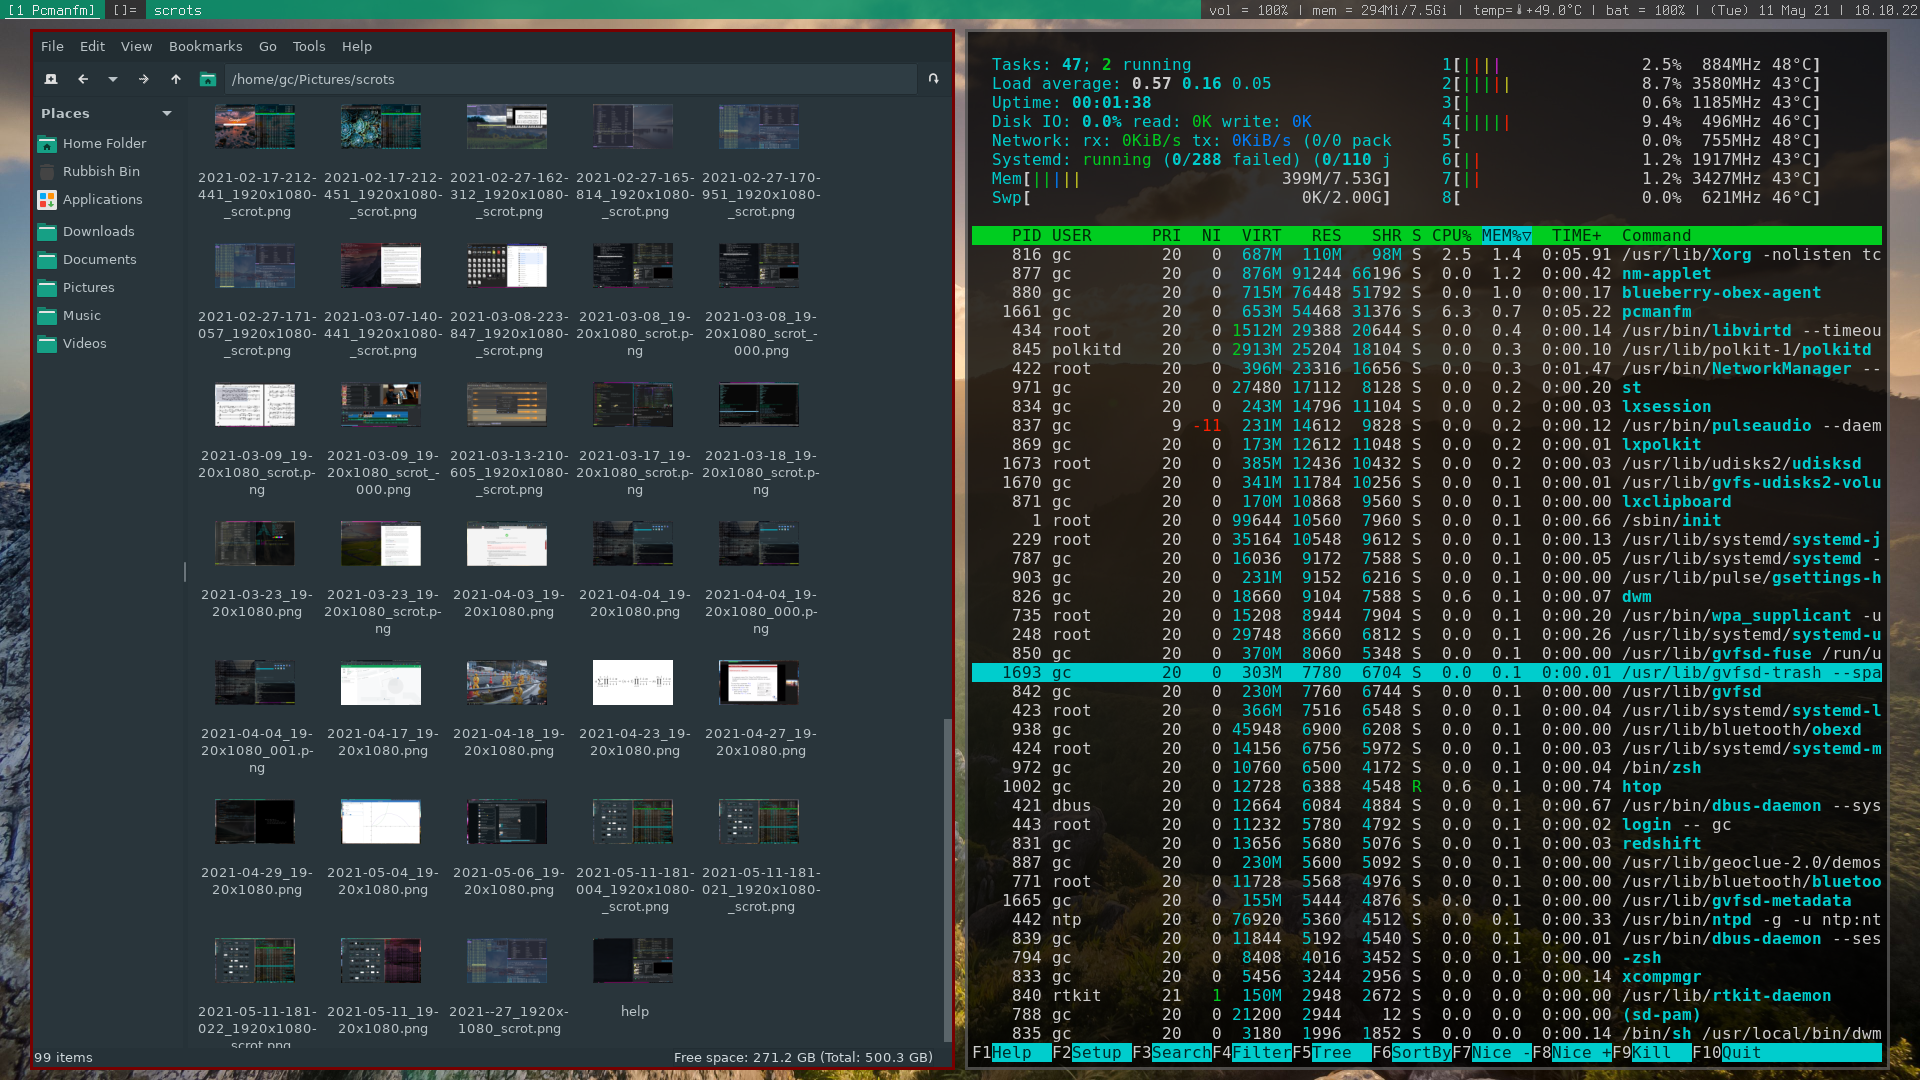 [1 Pcmanfm]   []=   scrots
vol = 100% | mem = 294Mi/7.5Gi | temp=🌡+49.0°C | bat = 100% | (Tue) 11 May 21 | 18.10.22
File Edit View Bookmarks Go Tools Help
/home/gc/Pictures/scrots
Places
Home Folder
Rubbish Bin
Applications
Downloads
Documents
Pictures
Music
Videos
2021-02-17-212- 2021-02-17-212- 2021-02-27-162- 2021-02-27-165- 2021-02-27-170-
441_1920x1080- 451_1920x1080- 312_1920x1080- 814_1920x1080- 951_1920x1080-
_scrot.png _scrot.png _scrot.png _scrot.png _scrot.png
2021-02-27-171- 2021-03-07-140- 2021-03-08-223- 2021-03-08_19- 2021-03-08_19-
057_1920x1080- 441_1920x1080- 847_1920x1080- 20x1080_scrot.p- 20x1080_scrot_-
_scrot.png _scrot.png _scrot.png ng 000.png
2021-03-09_19- 2021-03-09_19- 2021-03-13-210- 2021-03-17_19- 2021-03-18_19-
20x1080_scrot.p- 20x1080_scrot_- 605_1920x1080- 20x1080_scrot.p- 20x1080_scrot.p-
ng 000.png _scrot.png ng ng
2021-03-23_19- 2021-03-23_19- 2021-04-03_19- 2021-04-04_19- 2021-04-04_19-
20x1080.png 20x1080_scrot.p- 20x1080.png 20x1080.png 20x1080_000.p-
ng ng
2021-04-04_19- 2021-04-17_19- 2021-04-18_19- 2021-04-23_19- 2021-04-27_19-
20x1080_001.p- 20x1080.png 20x1080.png 20x1080.png 20x1080.png
ng
2021-04-29_19- 2021-05-04_19- 2021-05-06_19- 2021-05-11-181- 2021-05-11-181-
20x1080.png 20x1080.png 20x1080.png 004_1920x1080- 021_1920x1080-
_scrot.png _scrot.png
2021-05-11-181- 2021-05-11_19- 2021--27_1920x- help
022_1920x1080- 20x1080.png 1080_scrot.png
_scrot.png
99 items
Free space: 271.2 GB (Total: 500.3 GB)
Tasks: 47; 2 running
Load average: 0.57 0.16 0.05
Uptime: 00:01:38
Disk IO: 0.0% read: 0K write: 0K
Network: rx: 0KiB/s tx: 0KiB/s (0/0 pack
Systemd: running (0/288 failed) (0/110 j
Mem[||||| 399M/7.53G]
Swp[ 0K/2.00G]
1[|||| 2.5% 884MHz 48°C]
2[||||| 8.7% 3580MHz 43°C]
3[| 0.6% 1185MHz 43°C]
4[||||| 9.4% 496MHz 46°C]
5[ 0.0% 755MHz 48°C]
6[|| 1.2% 1917MHz 43°C]
7[|| 1.2% 3427MHz 43°C]
8[ 0.0% 621MHz 46°C]
PID USER PRI NI VIRT RES SHR S CPU% MEM%▽ TIME+ Command
816 gc 20 0 687M 110M 98M S 2.5 1.4 0:05.91 /usr/lib/Xorg -nolisten tc
877 gc 20 0 876M 91244 66196 S 0.0 1.2 0:00.42 nm-applet
880 gc 20 0 715M 76448 51792 S 0.0 1.0 0:00.17 blueberry-obex-agent
1661 gc 20 0 653M 54468 31376 S 6.3 0.7 0:05.22 pcmanfm
434 root 20 0 1512M 29388 20644 S 0.0 0.4 0:00.14 /usr/bin/libvirtd --timeou
845 polkitd 20 0 2913M 25204 18104 S 0.0 0.3 0:00.10 /usr/lib/polkit-1/polkitd
422 root 20 0 396M 23316 16656 S 0.0 0.3 0:01.47 /usr/bin/NetworkManager --
971 gc 20 0 27480 17112 8128 S 0.0 0.2 0:00.20 st
834 gc 20 0 243M 14796 11104 S 0.0 0.2 0:00.03 lxsession
837 gc 9 -11 231M 14612 9828 S 0.0 0.2 0:00.12 /usr/bin/pulseaudio --daem
869 gc 20 0 173M 12612 11048 S 0.0 0.2 0:00.01 lxpolkit
1673 root 20 0 385M 12436 10432 S 0.0 0.2 0:00.03 /usr/lib/udisks2/udisksd
1670 gc 20 0 341M 11784 10256 S 0.0 0.1 0:00.01 /usr/lib/gvfs-udisks2-volu
871 gc 20 0 170M 10868 9560 S 0.0 0.1 0:00.00 lxclipboard
1 root 20 0 99644 10560 7960 S 0.0 0.1 0:00.66 /sbin/init
229 root 20 0 35164 10548 9612 S 0.0 0.1 0:00.13 /usr/lib/systemd/systemd-j
787 gc 20 0 16036 9172 7588 S 0.0 0.1 0:00.05 /usr/lib/systemd/systemd -
903 gc 20 0 231M 9152 6216 S 0.0 0.1 0:00.00 /usr/lib/pulse/gsettings-h
826 gc 20 0 18660 9104 7588 S 0.6 0.1 0:00.07 dwm
735 root 20 0 15208 8944 7904 S 0.0 0.1 0:00.20 /usr/bin/wpa_supplicant -u
248 root 20 0 29748 8660 6812 S 0.0 0.1 0:00.26 /usr/lib/systemd/systemd-u
850 gc 20 0 370M 8060 5348 S 0.0 0.1 0:00.00 /usr/lib/gvfsd-fuse /run/u
1693 gc 20 0 303M 7780 6704 S 0.0 0.1 0:00.01 /usr/lib/gvfsd-trash --spa
842 gc 20 0 230M 7760 6744 S 0.0 0.1 0:00.00 /usr/lib/gvfsd
423 root 20 0 366M 7516 6548 S 0.0 0.1 0:00.04 /usr/lib/systemd/systemd-l
938 gc 20 0 45948 6900 6208 S 0.0 0.1 0:00.00 /usr/lib/bluetooth/obexd
424 root 20 0 14156 6756 5972 S 0.0 0.1 0:00.03 /usr/lib/systemd/systemd-m
972 gc 20 0 10760 6500 4172 S 0.0 0.1 0:00.04 /bin/zsh
1002 gc 20 0 12728 6388 4548 R 0.6 0.1 0:00.74 htop
421 dbus 20 0 12664 6084 4884 S 0.0 0.1 0:00.67 /usr/bin/dbus-daemon --sys
443 root 20 0 11232 5780 4792 S 0.0 0.1 0:00.02 login -- gc
831 gc 20 0 13656 5680 5076 S 0.0 0.1 0:00.03 redshift
887 gc 20 0 230M 5600 5092 S 0.0 0.1 0:00.00 /usr/lib/geoclue-2.0/demos
771 root 20 0 11728 5568 4976 S 0.0 0.1 0:00.00 /usr/lib/bluetooth/bluetoo
1665 gc 20 0 155M 5444 4876 S 0.0 0.1 0:00.00 /usr/lib/gvfsd-metadata
442 ntp 20 0 76920 5360 4512 S 0.0 0.1 0:00.33 /usr/bin/ntpd -g -u ntp:nt
839 gc 20 0 11844 5192 4540 S 0.0 0.1 0:00.01 /usr/bin/dbus-daemon --ses
794 gc 20 0 8408 4016 3452 S 0.0 0.1 0:00.00 -zsh
833 gc 20 0 5456 3244 2956 S 0.0 0.0 0:00.14 xcompmgr
840 rtkit 21 1 150M 2948 2672 S 0.0 0.0 0:00.00 /usr/lib/rtkit-daemon
788 gc 20 0 21200 2944 12 S 0.0 0.0 0:00.00 (sd-pam)
835 gc 20 0 3180 1996 1852 S 0.0 0.0 0:00.14 /bin/sh /usr/local/bin/dwm
F1Help F2Setup F3SearchF4FilterF5Tree F6SortByF7Nice -F8Nice +F9Kill F10Quit